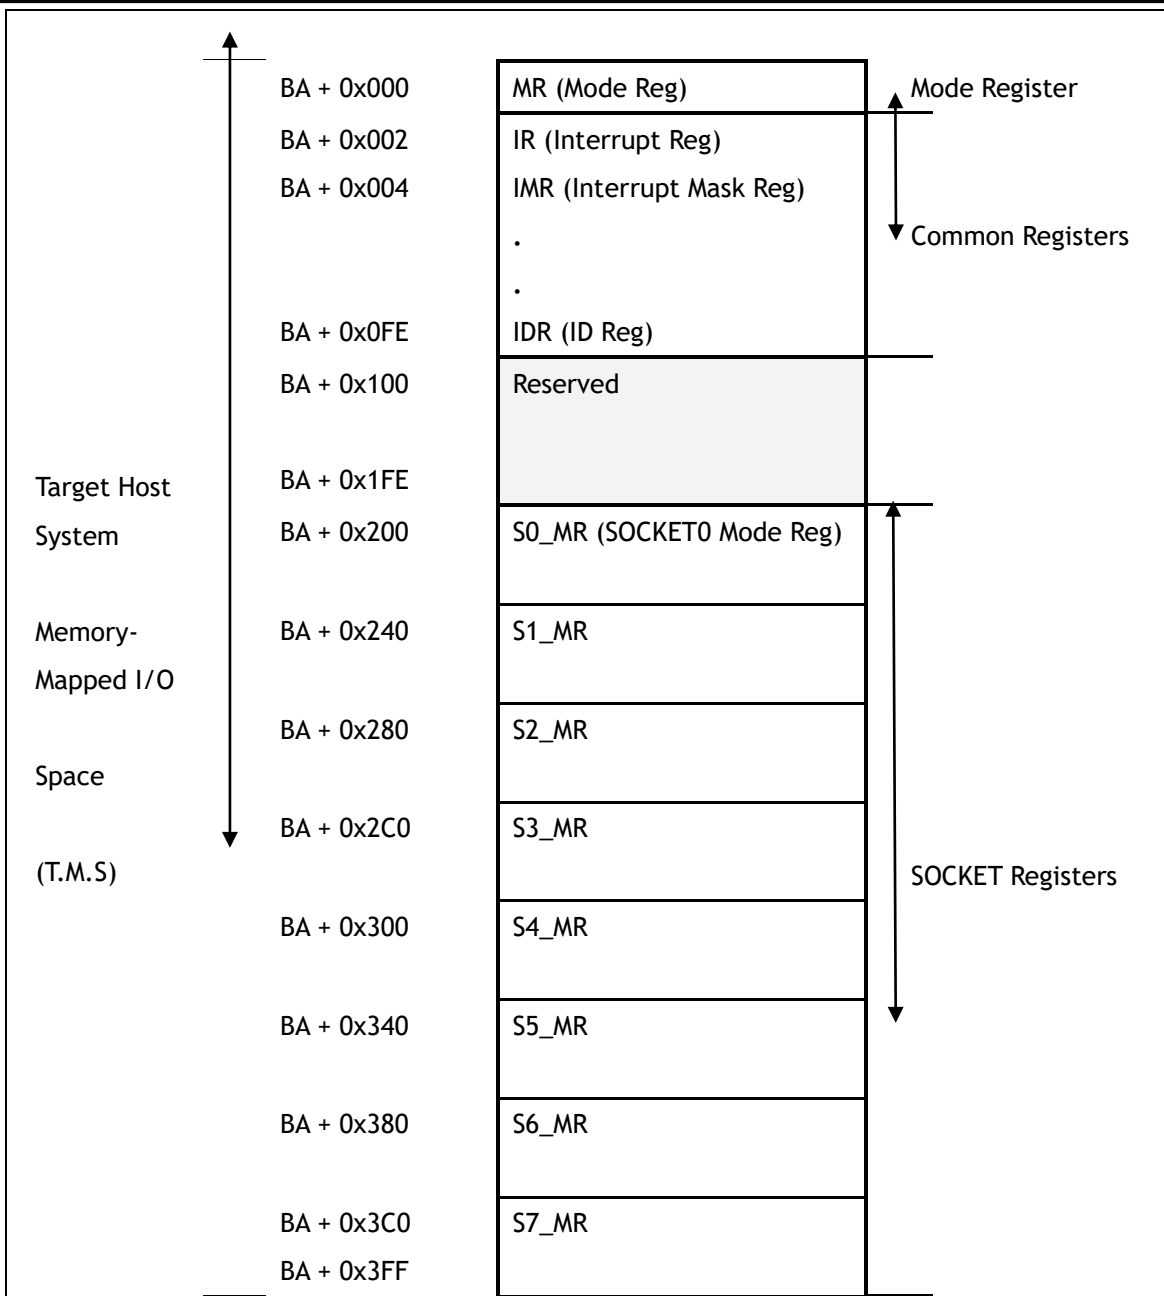 BA + 0x000 MR (Mode Reg) Mode Register
BA + 0x002 IR (Interrupt Reg)
BA + 0x004 IMR (Interrupt Mask Reg)
. Common Registers
.
BA + 0x0FE IDR (ID Reg)
BA + 0x100 Reserved
BA + 0x1FE
Target Host
System
BA + 0x200 S0_MR (SOCKET0 Mode Reg)
Memory-
Mapped I/O
BA + 0x240 S1_MR
BA + 0x280 S2_MR
Space
BA + 0x2C0 S3_MR
(T.M.S) SOCKET Registers
BA + 0x300 S4_MR
BA + 0x340 S5_MR
BA + 0x380 S6_MR
BA + 0x3C0 S7_MR
BA + 0x3FF